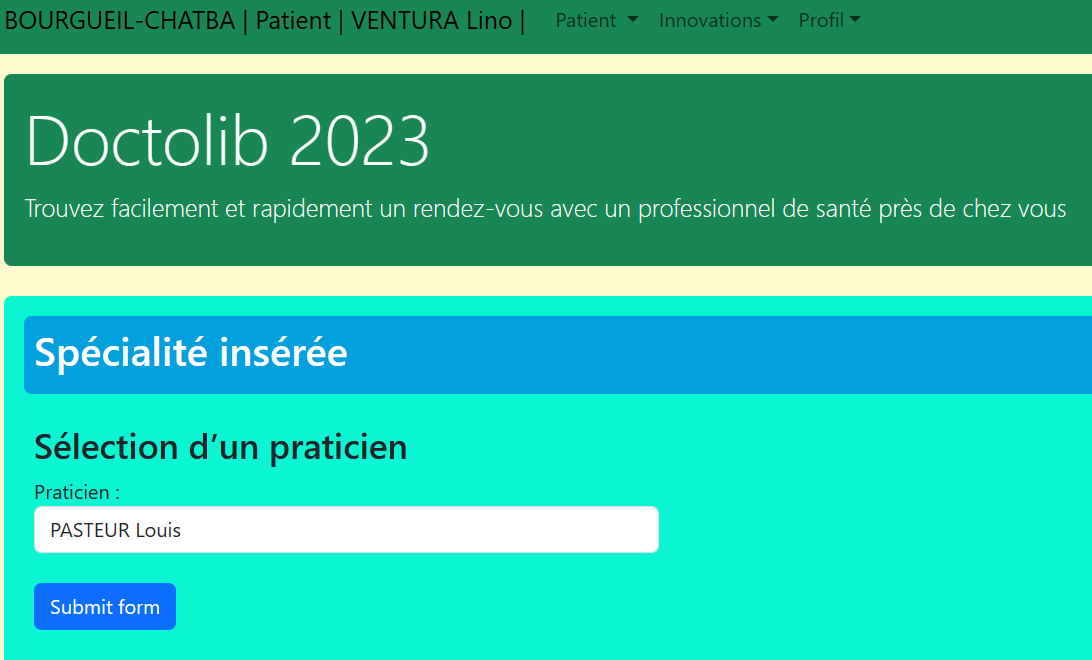 BOURGUEIL-CHATBA | Patient | VENTURA Lino | Patient Innovations Profil
Doctolib 2023
Trouvez facilement et rapidement un rendez-vous avec un professionnel de santé près de chez vous
Spécialité insérée
Sélection d’un praticien
Praticien :
PASTEUR Louis
Submit form